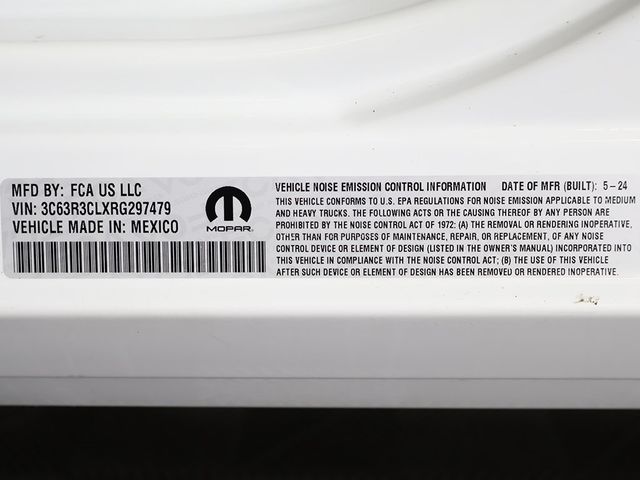 MFD BY: FCA US LLC
VIN: 3C63R3CLXRG297479
VEHICLE MADE IN: MEXICO
MOPAR
VEHICLE NOISE EMISSION CONTROL INFORMATION DATE OF MFR (BUILT): 5-24
THIS VEHICLE CONFORMS TO U.S. EPA REGULATIONS FOR NOISE EMISSION APPLICABLE TO MEDIUM
AND HEAVY TRUCKS. THE FOLLOWING ACTS OR THE CAUSING THEREOF BY ANY PERSON ARE
PROHIBITED BY THE NOISE CONTROL ACT OF 1972: (A) THE REMOVAL OR RENDERING INOPERATIVE,
OTHER THAN FOR PURPOSES OF MAINTENANCE, REPAIR, OR REPLACEMENT, OF ANY NOISE
CONTROL DEVICE OR ELEMENT OF DESIGN (LISTED IN THE OWNER'S MANUAL) INCORPORATED INTO
THIS VEHICLE IN COMPLIANCE WITH THE NOISE CONTROL ACT; (B) THE USE OF THIS VEHICLE
AFTER SUCH DEVICE OR ELEMENT OF DESIGN HAS BEEN REMOVED OR RENDERED INOPERATIVE.